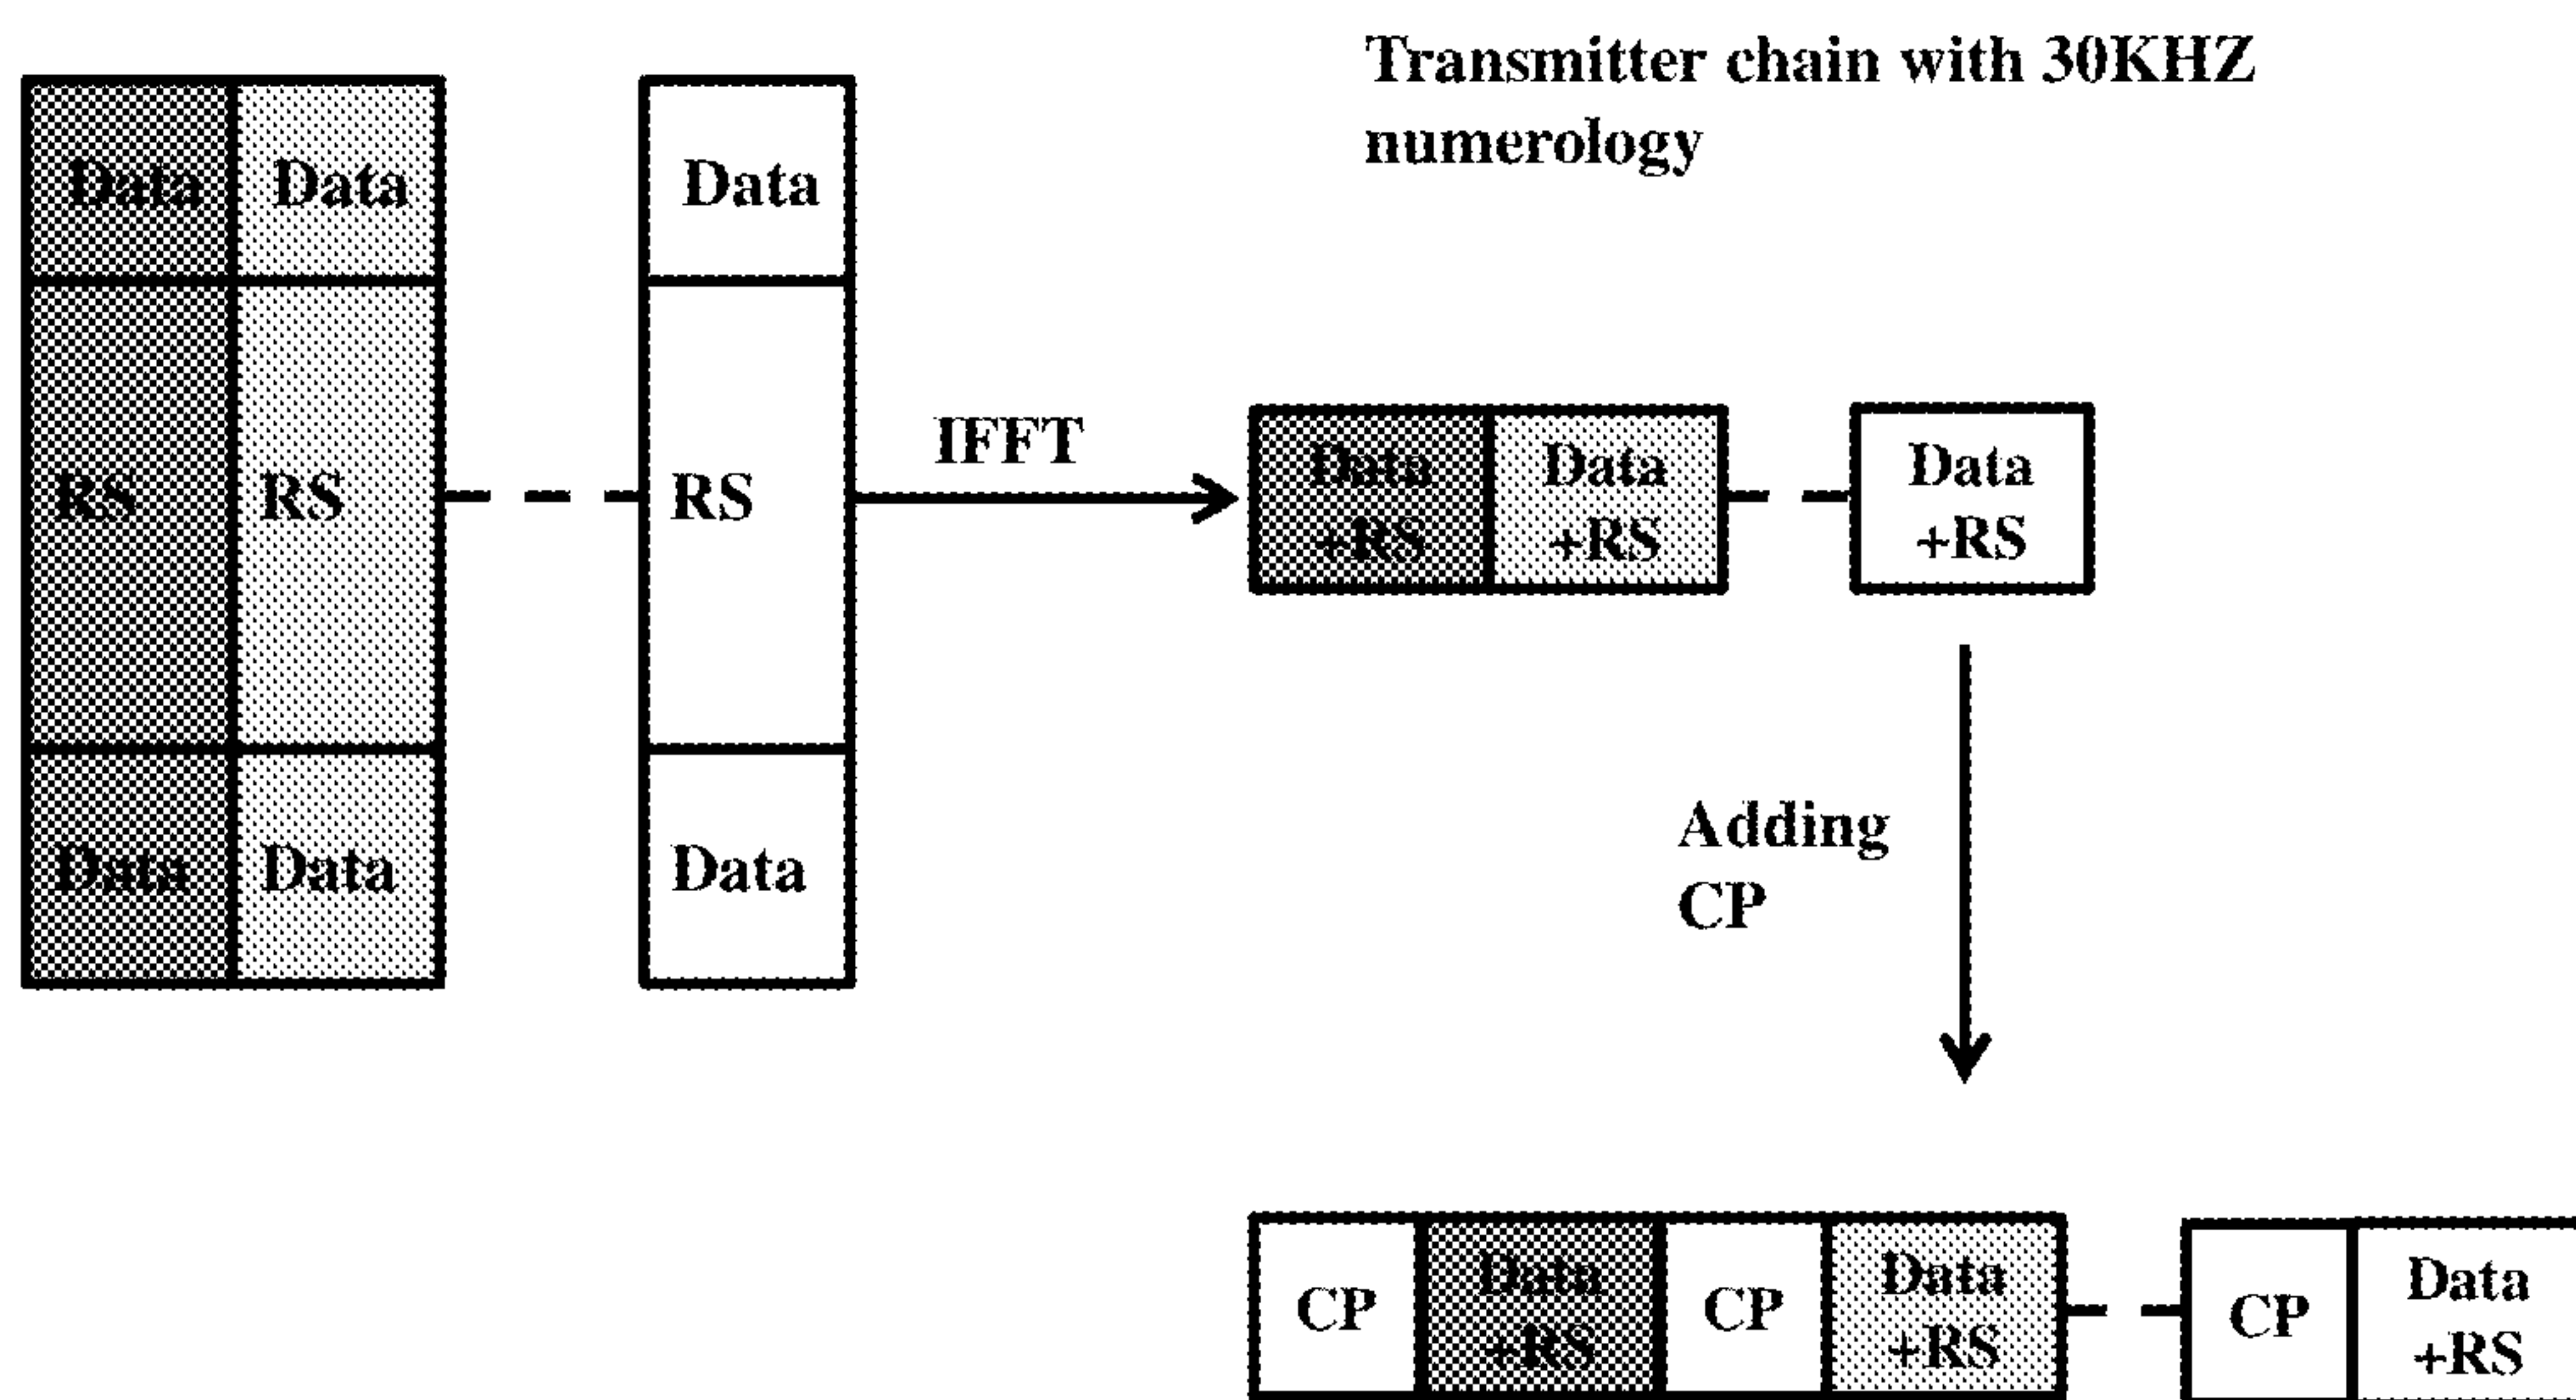 Transmitter chain with 30KHZ
numerology
Data Data Data
RS RS RS
Data Data Data
IFFT
Data
+RS
Data
+RS
Data
+RS
Adding
CP
CP
Data
+RS
CP
Data
+RS
CP
Data
+RS